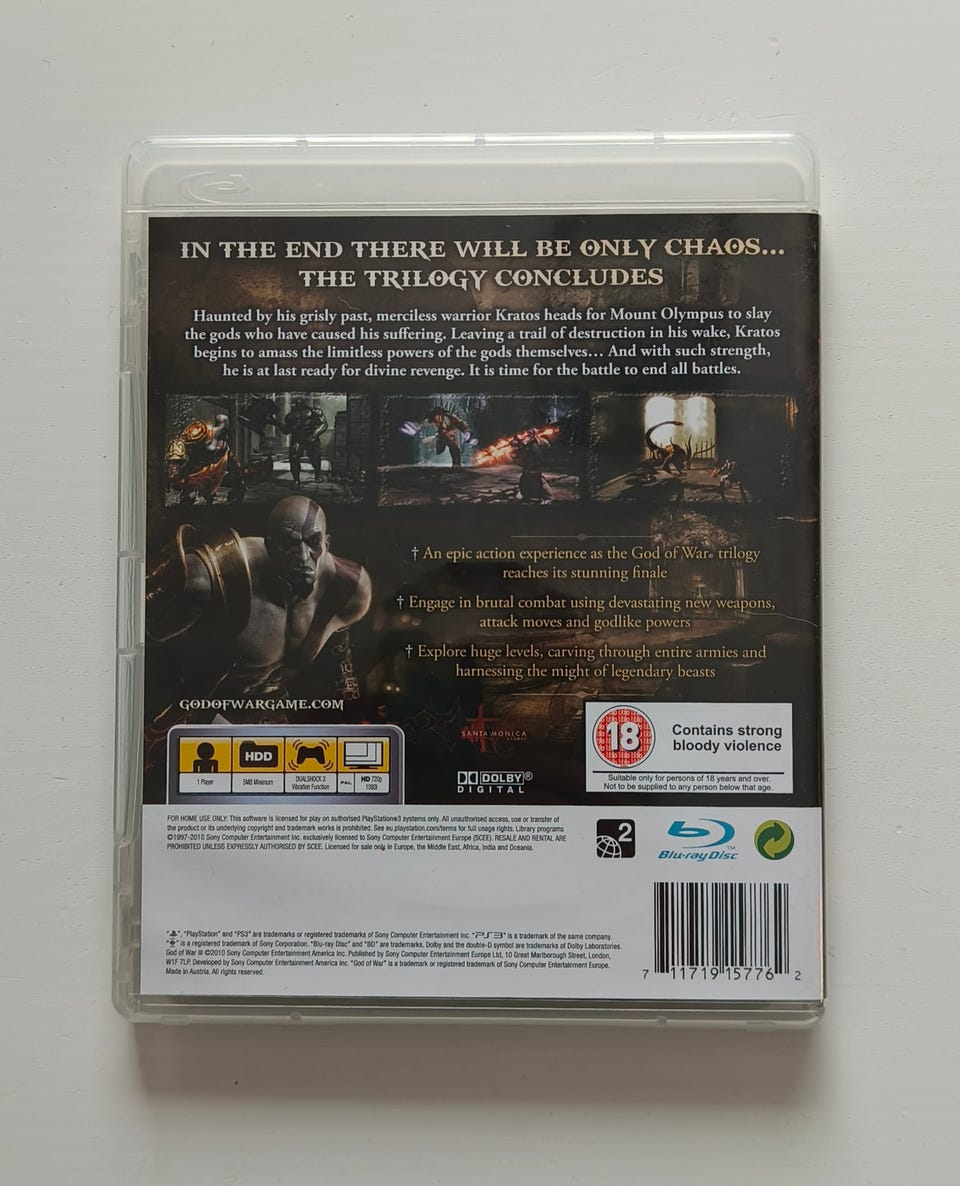 IN THE END THERE WILL BE ONLY CHAOS...
THE TRILOGY CONCLUDES
Haunted by his grisly past, merciless warrior Kratos heads for Mount Olympus to slay
the gods who have caused his suffering. Leaving a trail of destruction in his wake, Kratos
begins to amass the limitless powers of the gods themselves... And with such strength,
he is at last ready for divine revenge. It is time for the battle to end all battles.
† An epic action experience as the God of War® trilogy
reaches its stunning finale
† Engage in brutal combat using devastating new weapons,
attack moves and godlike powers
† Explore huge levels, carving through entire armies and
harnessing the might of legendary beasts
GODOFWARGAME.COM
SANTA MONICA
STUDIO
HDD
1 Player
5MB Minimum
DUALSHOCK 3
Vibration Function
PAL
HD 720p
1080i
DOLBY®
DIGITAL
18
Contains strong
bloody violence
Suitable only for persons of 18 years and over.
Not to be supplied to any person below that age.
FOR HOME USE ONLY: This software is licensed for play on authorised PlayStation®3 systems only. All unauthorised access, use or transfer of
the product or its underlying copyright and trademark works is prohibited. See eu.playstation.com/terms for full usage rights. Library programs
©1997-2010 Sony Computer Entertainment Inc. exclusively licensed to Sony Computer Entertainment Europe (SCEE). RESALE AND RENTAL ARE
PROHIBITED UNLESS EXPRESSLY AUTHORISED BY SCEE. Licensed for sale only in Europe, the Middle East, Africa, India and Oceania.
2
Blu-ray Disc™
" ", "PlayStation" and "PS3" are trademarks or registered trademarks of Sony Computer Entertainment Inc. "PS3" is a trademark of the same company.
" " is a registered trademark of Sony Corporation. "Blu-ray Disc" and "BD" are trademarks. Dolby and the double-D symbol are trademarks of Dolby Laboratories.
God of War III ©2010 Sony Computer Entertainment America Inc. Published by Sony Computer Entertainment Europe Ltd, 10 Great Marlborough Street, London,
W1F 7LP. Developed by Sony Computer Entertainment America Inc. "God of War" is a trademark or registered trademark of Sony Computer Entertainment Europe.
Made in Austria. All rights reserved.
7 11719 15776 2